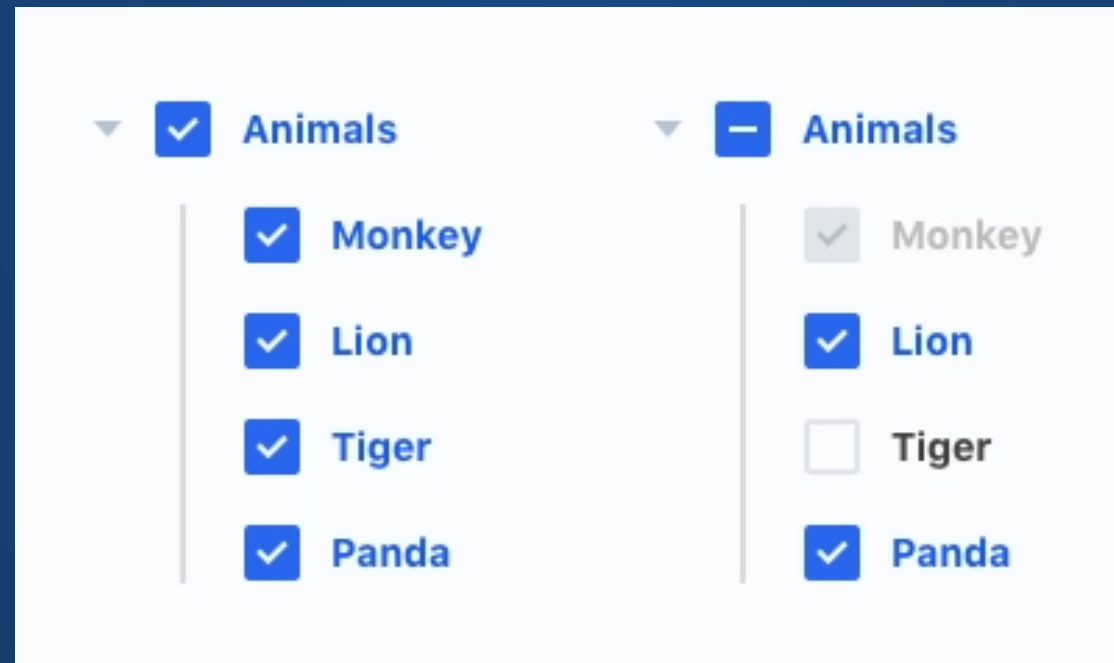 Animals
Monkey
Lion
Tiger
Panda
Animals
Monkey
Lion
Tiger
Panda